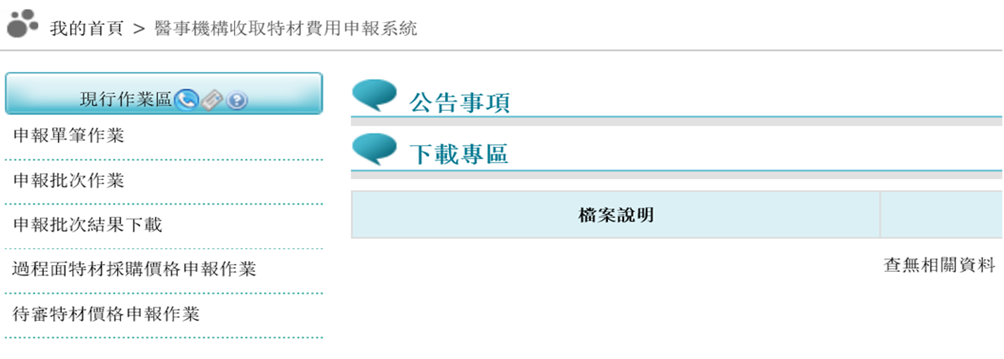 我的首頁 > 醫事機構收取特材費用申報系統
現行作業區
申報單筆作業
申報批次作業
申報批次結果下載
過程面特材採購價格申報作業
待審特材價格申報作業
公告事項
下載專區
檔案說明
查無相關資料